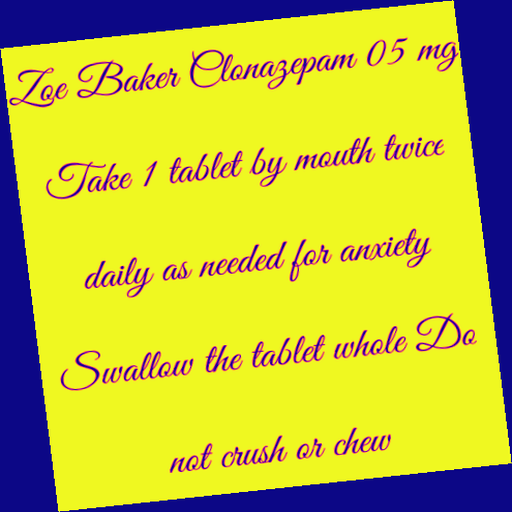 Zoe Baker Clonazepam 05 mg
Take 1 tablet by mouth twice
daily as needed for anxiety
Swallow the tablet whole Do
not crush or chew